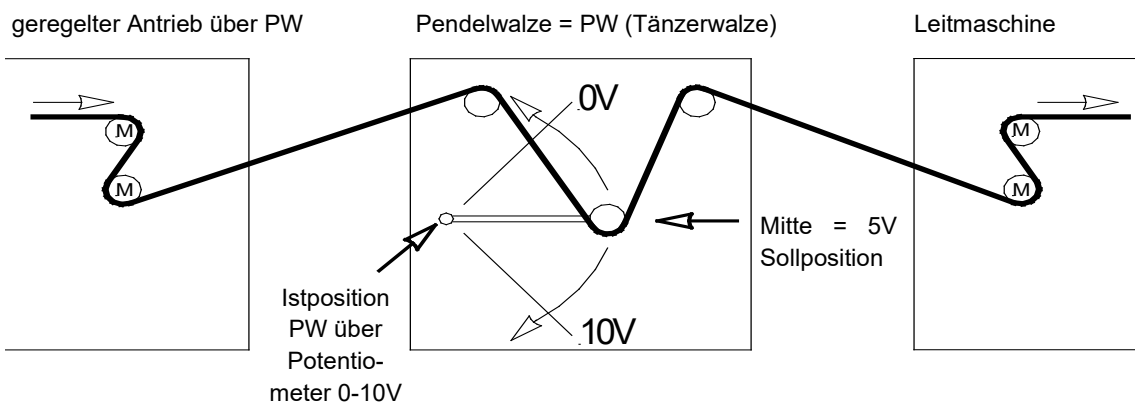 geregelter Antrieb über PW
Pendelwalze = PW (Tänzerwalze)
Leitmaschine
0V
M
M
M
M
Mitte = 5V
Sollposition
Istposition
PW über
Potentio-
meter 0-10V
10V